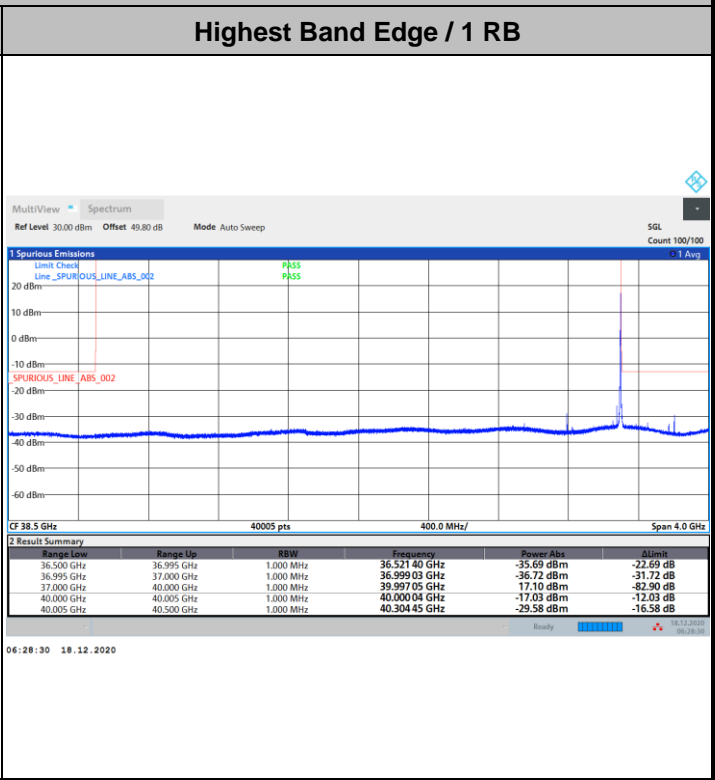 Highest Band Edge / 1 RB
MultiView Spectrum
Ref Level 30.00 dBm Offset 49.80 dB Mode Auto Sweep SGL
Count 100/100
1 Spurious Emissions 1 Avg
Limit Check PASS
Line _SPURIOUS_LINE_ABS_002 PASS
20 dBm
10 dBm
0 dBm
-10 dBm
_SPURIOUS_LINE_ABS_002
-20 dBm
-30 dBm
-40 dBm
-50 dBm
-60 dBm
CF 38.5 GHz 40005 pts 400.0 MHz/ Span 4.0 GHz
2 Result Summary
Range Low Range Up RBW Frequency Power Abs ΔLimit
36.500 GHz 36.995 GHz 1.000 MHz 36.521 40 GHz -35.69 dBm -22.69 dB
36.995 GHz 37.000 GHz 1.000 MHz 36.999 03 GHz -36.72 dBm -31.72 dB
37.000 GHz 40.000 GHz 1.000 MHz 39.997 05 GHz 17.10 dBm -82.90 dB
40.000 GHz 40.005 GHz 1.000 MHz 40.000 04 GHz -17.03 dBm -12.03 dB
40.005 GHz 40.500 GHz 1.000 MHz 40.304 45 GHz -29.58 dBm -16.58 dB
Ready 18.12.2020
06:28:30
06:28:30 18.12.2020